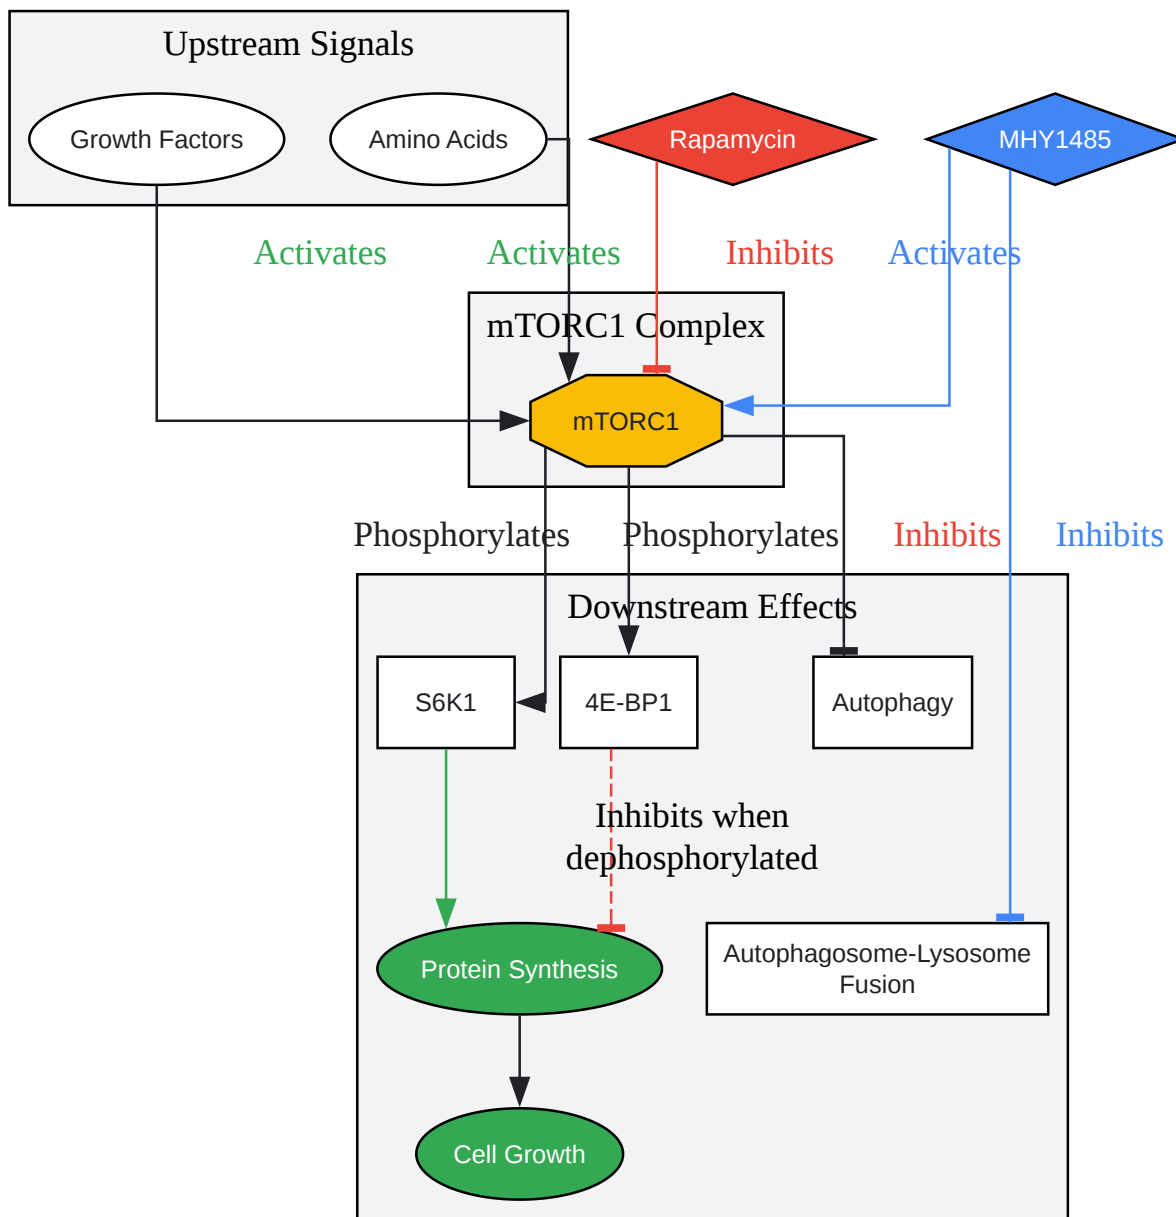 Upstream Signals
Growth Factors
Amino Acids
Rapamycin
MHY1485
Activates
Activates
Inhibits
Activates
mTORC1 Complex
mTORC1
Phosphorylates
Phosphorylates
Inhibits
Inhibits
Downstream Effects
S6K1
4E-BP1
Autophagy
Inhibits when
dephosphorylated
Protein Synthesis
Autophagosome-Lysosome
Fusion
Cell Growth